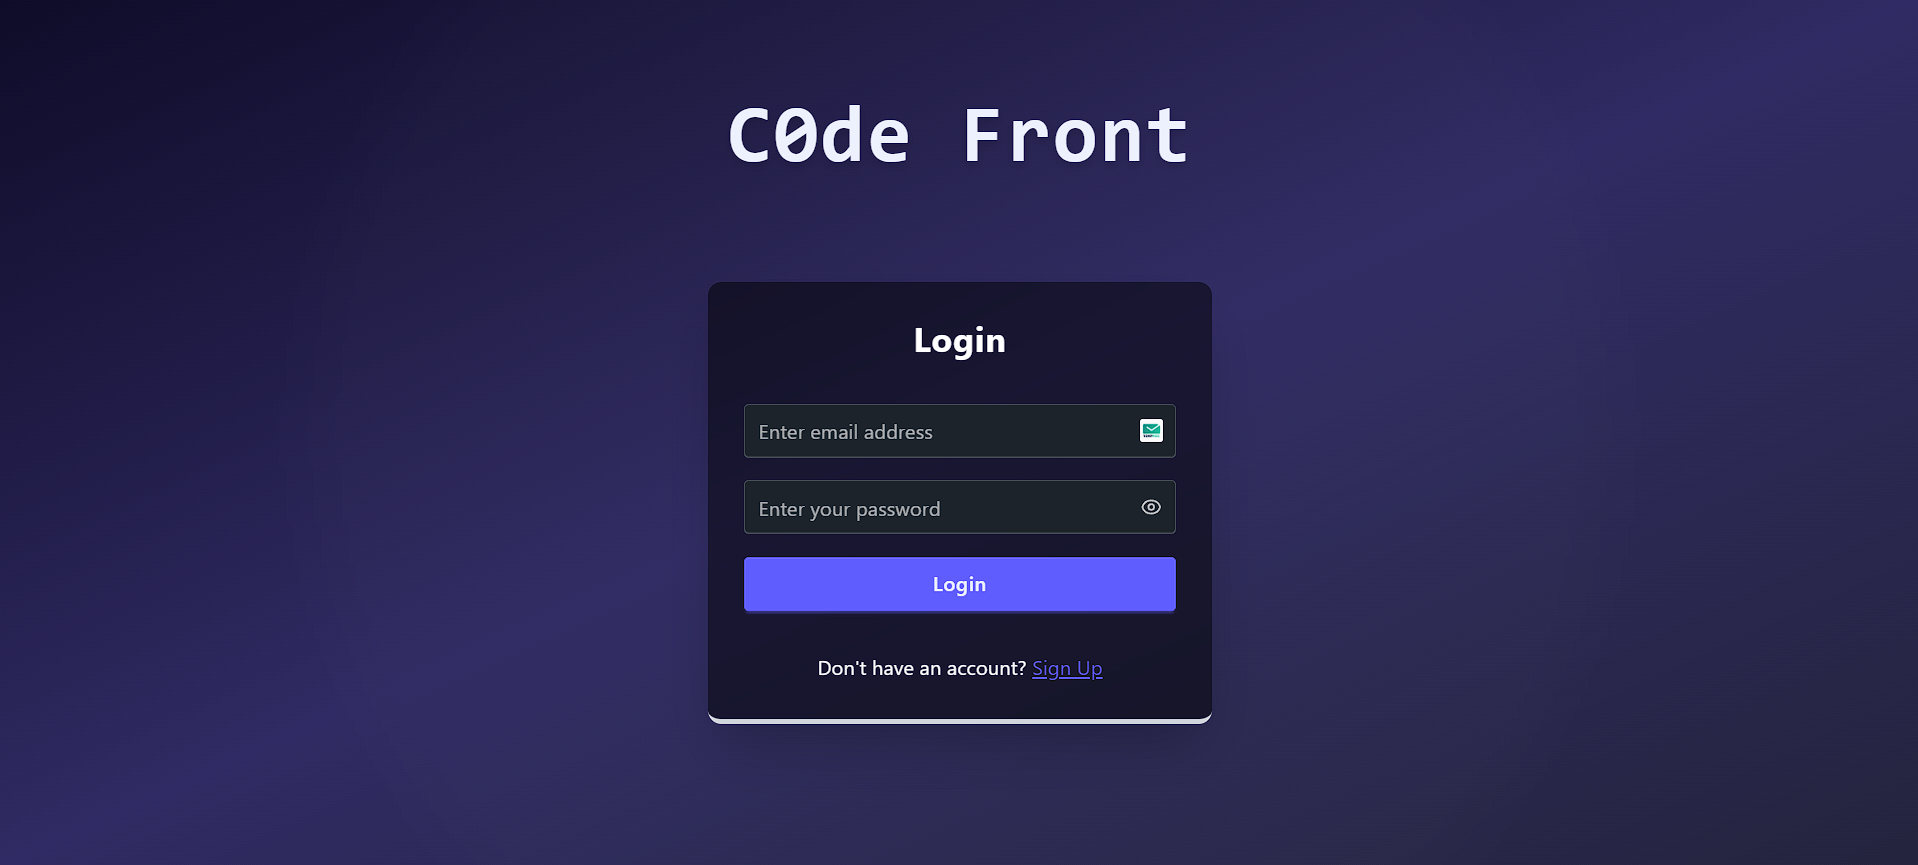 C0de Front
Login
Enter email address
Enter your password
Login
Don't have an account? Sign Up